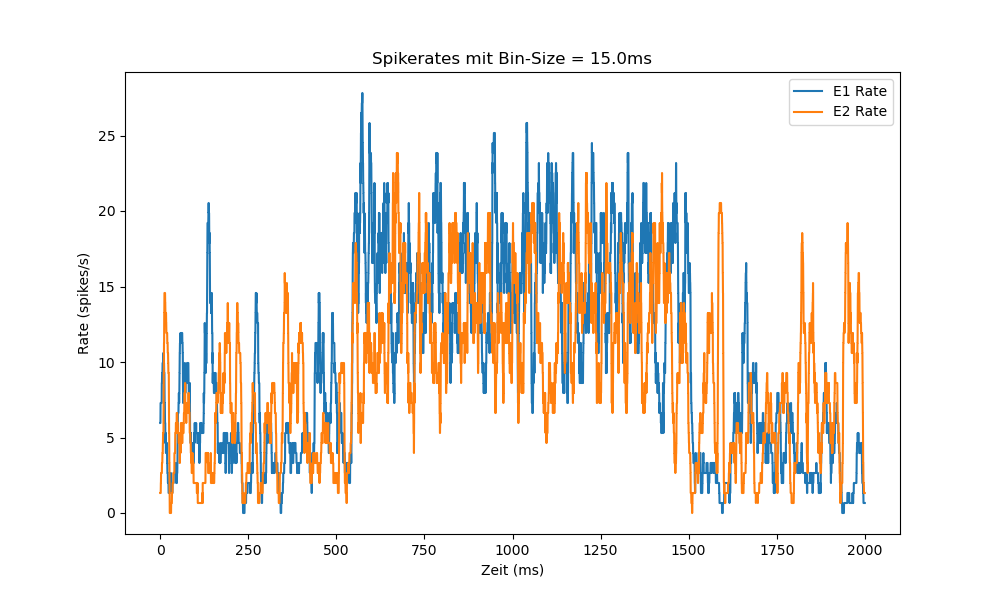 Spikerates mit Bin-Size = 15.0ms
E1 Rate
E2 Rate
25
20
15
10
5
0
Rate (spikes/s)
0 250 500 750 1000 1250 1500 1750 2000
Zeit (ms)